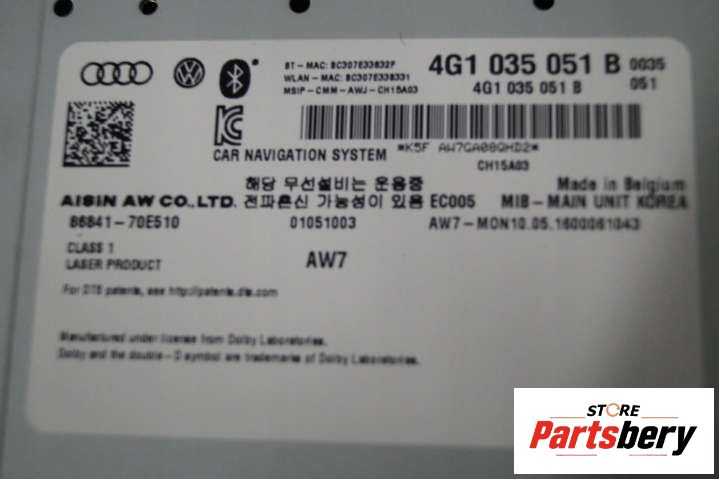 BT-MAC: 8C307E33832F
WLAN-MAC: 8C307E338331
MSIP-CMM-AWJ-CH15A03
4G1 035 051 B 0035
4G1 035 051 B 051
*K5F AW7GA08QHD2*
CAR NAVIGATION SYSTEM
CH15A03
해당 무선설비는 운용중 Made in Belgium
AISIN AW CO., LTD. 전파혼신 가능성이 있음 EC005 MIB-MAIN UNIT KOREA
86841-70E510 01051003 AW7-MON10.05.1600061043
CLASS 1
LASER PRODUCT
AW7
For DTS patents, see http://patents.dts.com
Manufactured under license from Dolby Laboratories.
Dolby and the double-D symbol are trademarks of Dolby Laboratories.
STORE
Partsbery